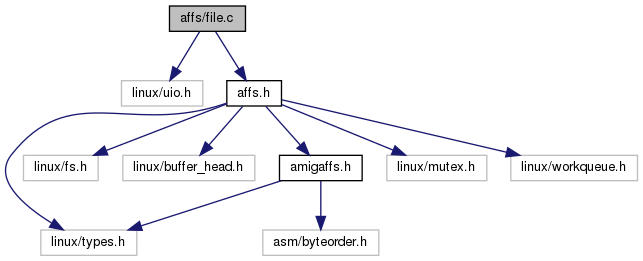 affs/file.c
linux/uio.h
affs.h
linux/fs.h
linux/buffer_head.h
amigaffs.h
linux/mutex.h
linux/workqueue.h
linux/types.h
asm/byteorder.h